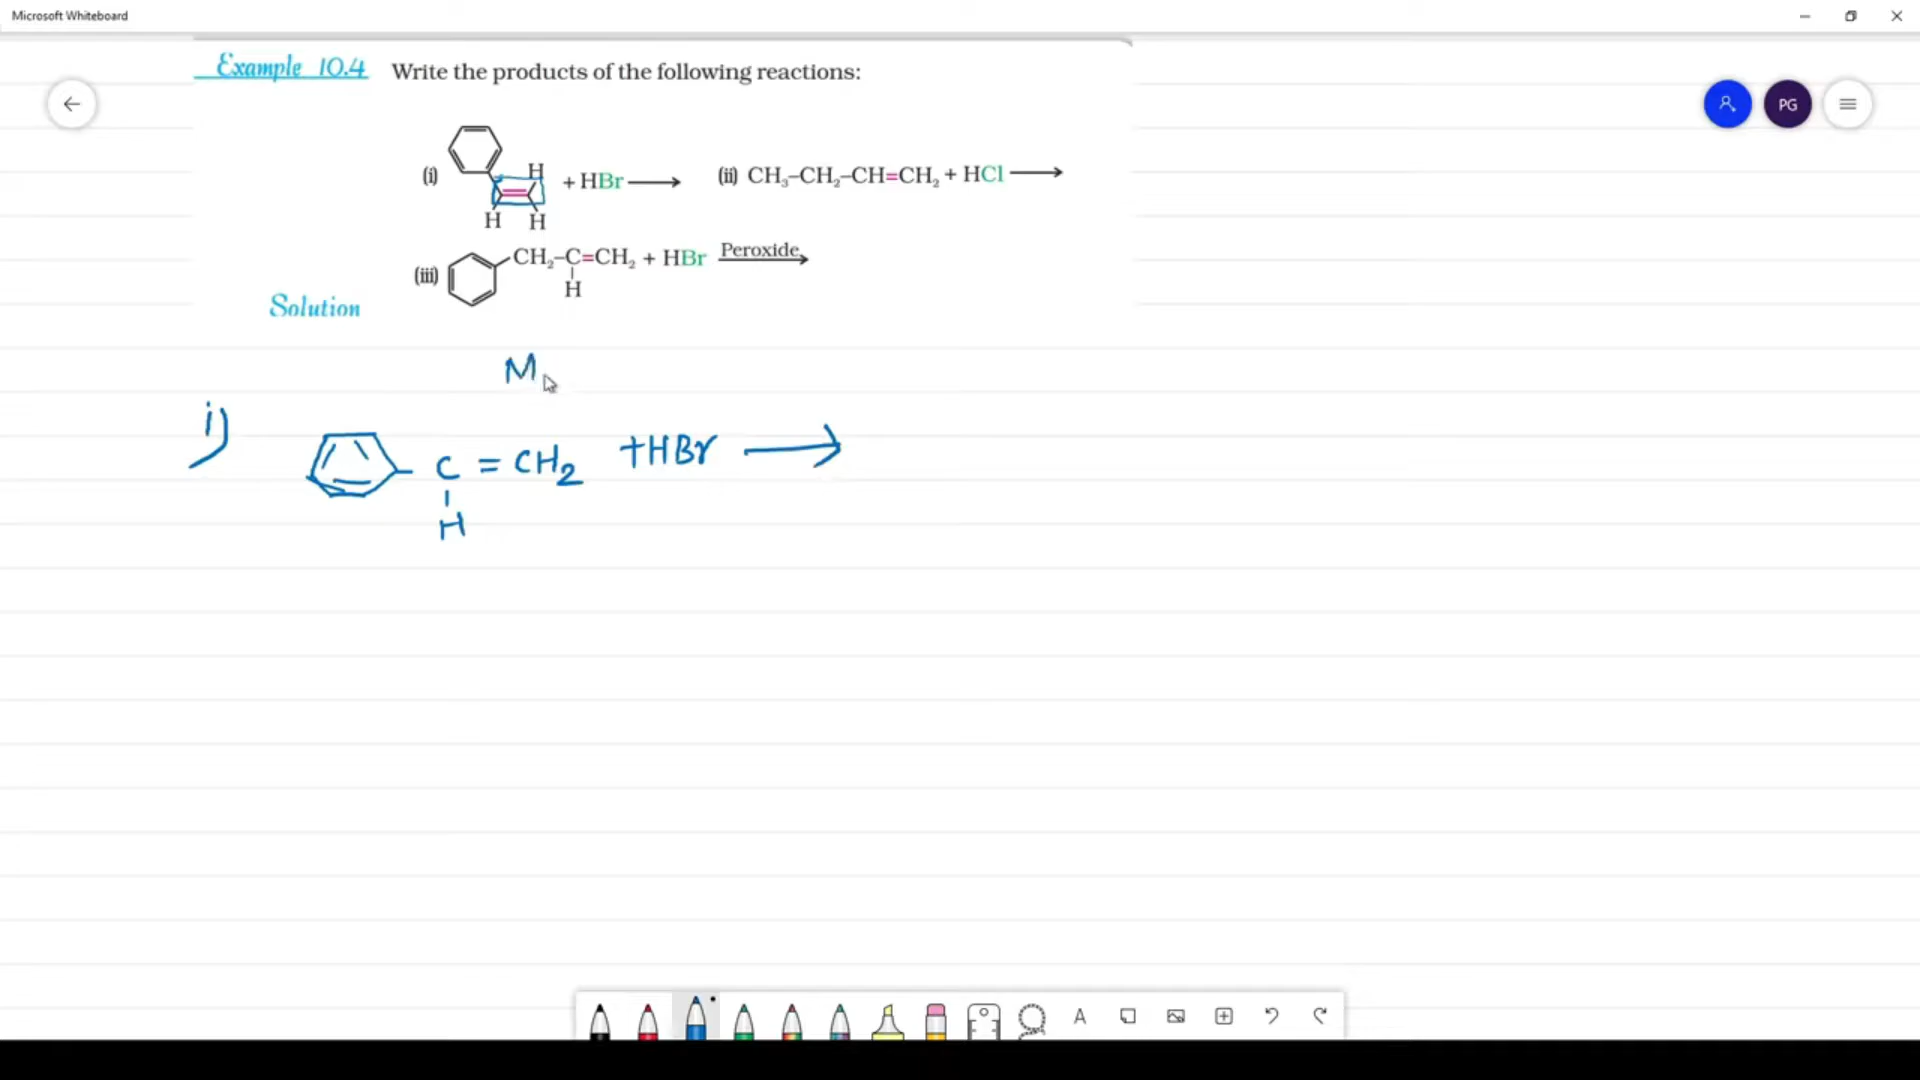 Microsoft Whiteboard
Example 10.4 Write the products of the following reactions:
PG
(i) H H H + HBr ⟶ (ii) CH₃–CH₂–CH=CH₂ + HCl ⟶
(iii) CH₂–C=CH₂ + HBr Peroxide ⟶
H
Solution
M
i) C = CH₂ + HBr ⟶
H
A